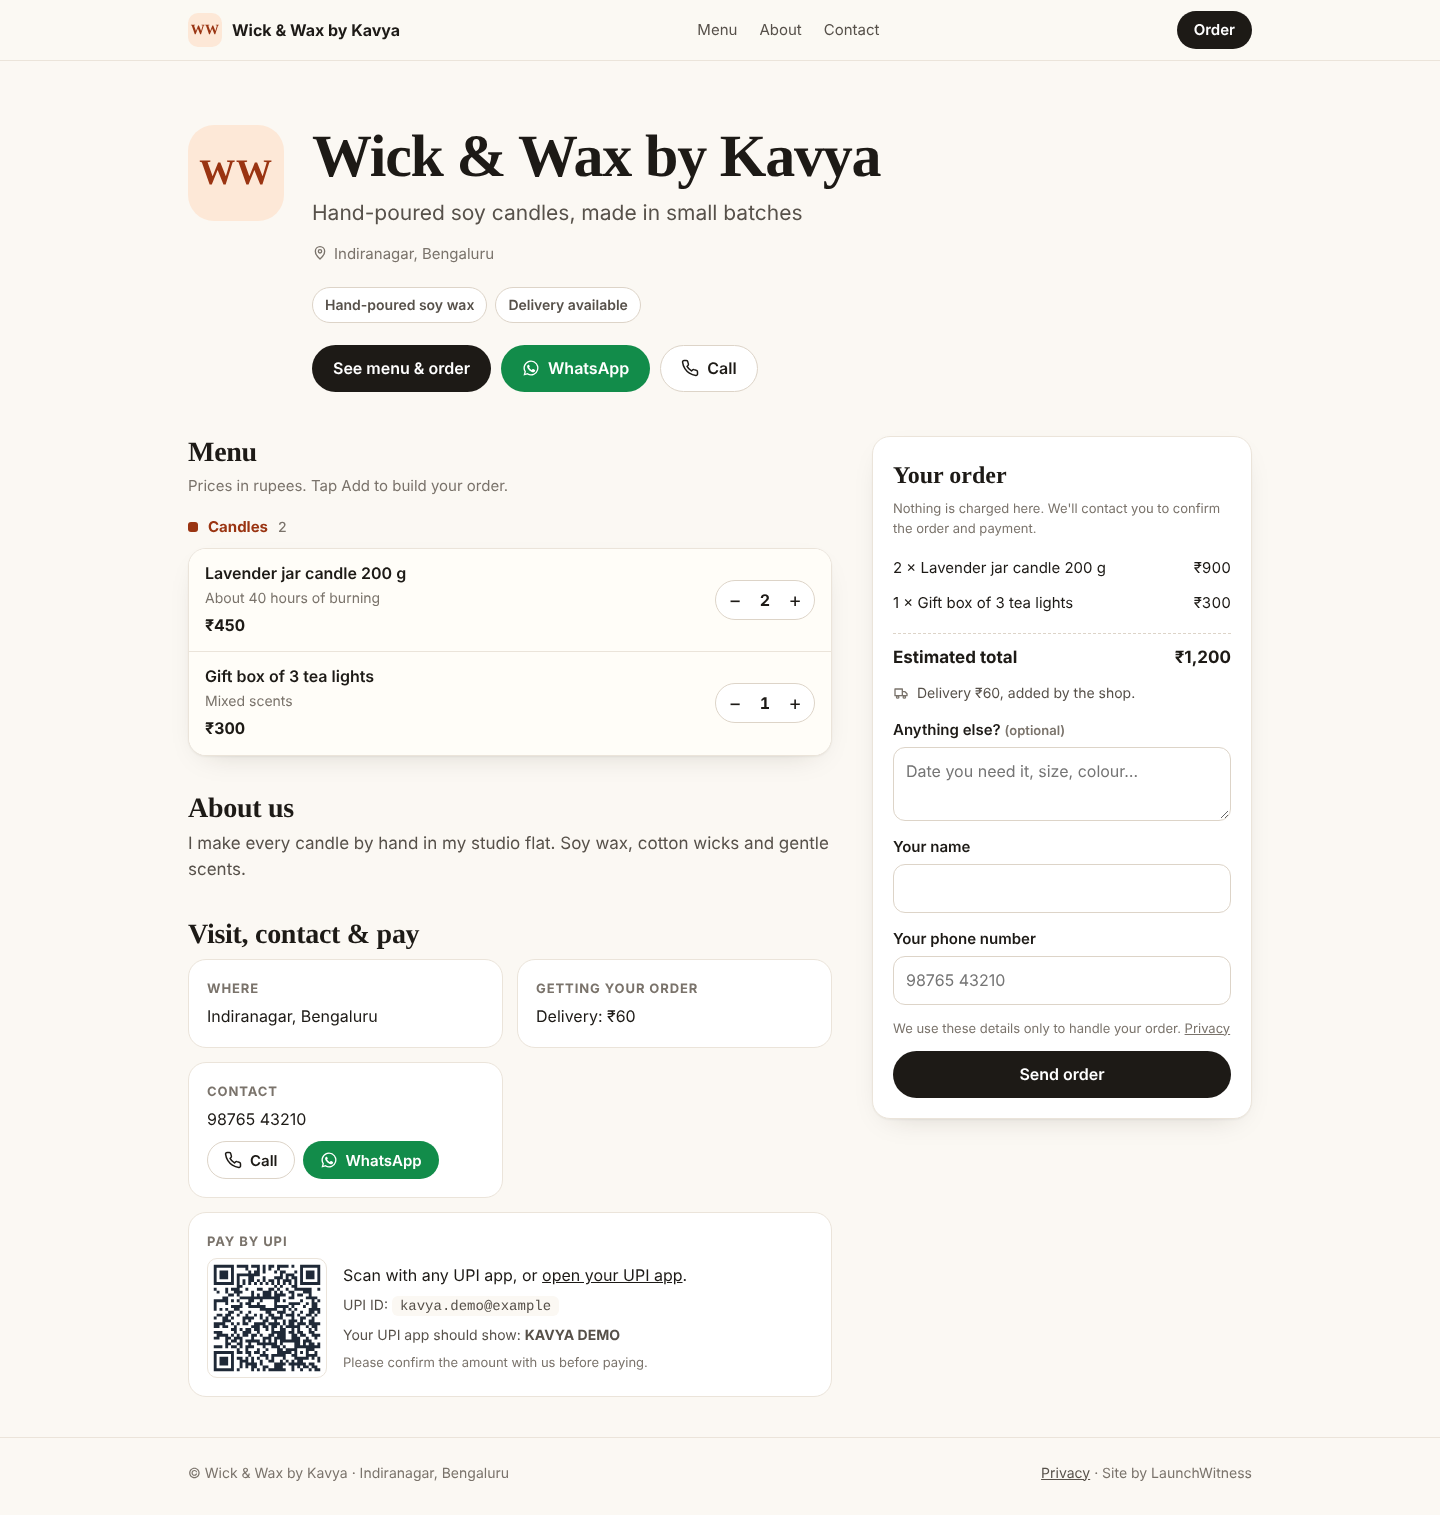 WW
Wick & Wax by Kavya
Menu
About
Contact
Order
WW
Wick & Wax by Kavya
Hand-poured soy candles, made in small batches
Indiranagar, Bengaluru
Hand-poured soy wax
Delivery available
See menu & order
WhatsApp
Call
Menu
Prices in rupees. Tap Add to build your order.
Candles 2
Lavender jar candle 200 g
About 40 hours of burning
₹450
− 2 +
Gift box of 3 tea lights
Mixed scents
₹300
− 1 +
About us
I make every candle by hand in my studio flat. Soy wax, cotton wicks and gentle
scents.
Visit, contact & pay
WHERE
Indiranagar, Bengaluru
GETTING YOUR ORDER
Delivery: ₹60
CONTACT
98765 43210
Call
WhatsApp
PAY BY UPI
Scan with any UPI app, or open your UPI app.
UPI ID: kavya.demo@example
Your UPI app should show: KAVYA DEMO
Please confirm the amount with us before paying.
Your order
Nothing is charged here. We'll contact you to confirm
the order and payment.
2 × Lavender jar candle 200 g ₹900
1 × Gift box of 3 tea lights ₹300
Estimated total ₹1,200
Delivery ₹60, added by the shop.
Anything else? (optional)
Date you need it, size, colour...
Your name
Your phone number
98765 43210
We use these details only to handle your order. Privacy
Send order
© Wick & Wax by Kavya · Indiranagar, Bengaluru
Privacy · Site by LaunchWitness